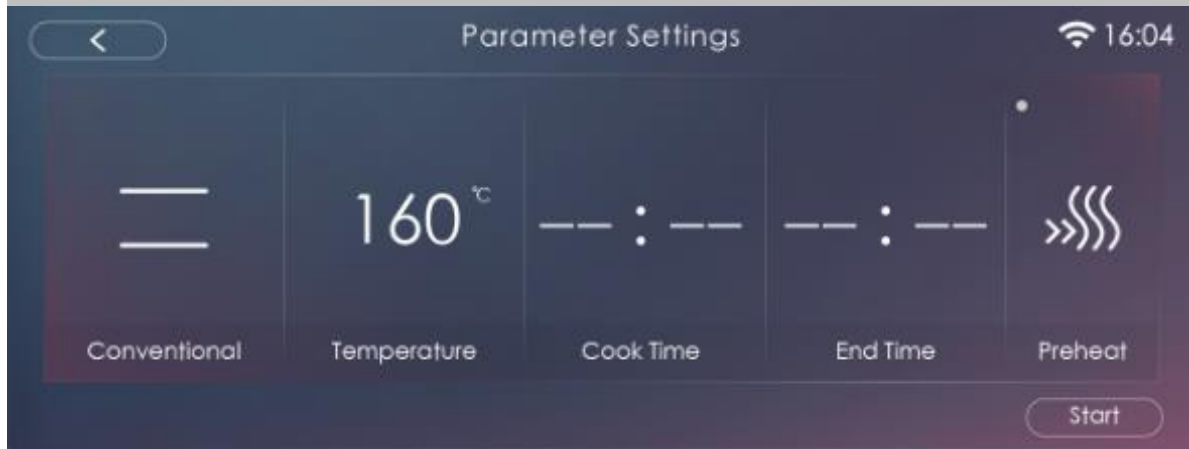 Parameter Settings
16:04
160 °C
-- : --
-- : --
Conventional
Temperature
Cook Time
End Time
Preheat
Start